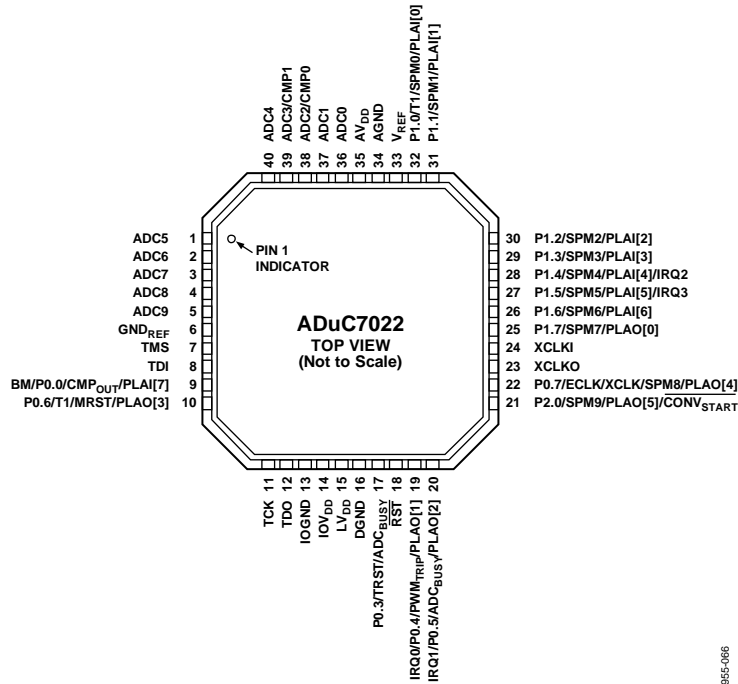 40 ADC4
39 ADC3/CMP1
38 ADC2/CMP0
37 ADC1
36 ADC0
35 AVDD
34 AGND
33 VREF
32 P1.0/T1/SPM0/PLAI[0]
31 P1.1/SPM1/PLAI[1]
ADC5 1
ADC6 2
ADC7 3
ADC8 4
ADC9 5
GNDREF 6
TMS 7
TDI 8
BM/P0.0/CMPOUT/PLAI[7] 9
P0.6/T1/MRST/PLAO[3] 10
PIN 1
INDICATOR
ADuC7022
TOP VIEW
(Not to Scale)
30 P1.2/SPM2/PLAI[2]
29 P1.3/SPM3/PLAI[3]
28 P1.4/SPM4/PLAI[4]/IRQ2
27 P1.5/SPM5/PLAI[5]/IRQ3
26 P1.6/SPM6/PLAI[6]
25 P1.7/SPM7/PLAO[0]
24 XCLKI
23 XCLKO
22 P0.7/ECLK/XCLK/SPM8/PLAO[4]
21 P2.0/SPM9/PLAO[5]/CONVSTART
TCK 11
TDO 12
IOGND 13
IOVDD 14
LVDD 15
DGND 16
P0.3/TRST/ADCBUSY 17
RST 18
IRQ0/P0.4/PWMTRIP/PLAO[1] 19
IRQ1/P0.5/ADCBUSY/PLAO[2] 20
955-066